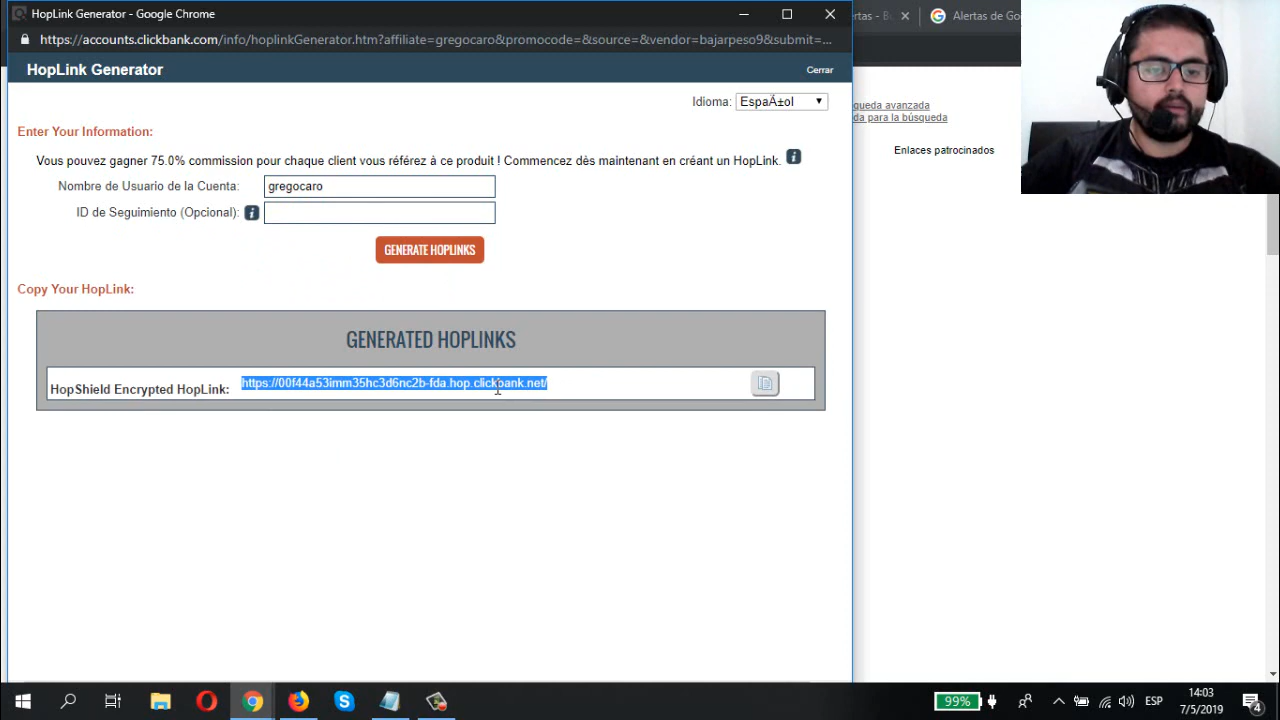 HopLink Generator - Google Chrome
ertas - B
Alertas de Go
https://accounts.clickbank.com/info/hoplinkGenerator.htm?affiliate=gregocaro&promocode=&source=&vendor=bajarpeso9&submit=...
HopLink Generator
Cerrar
Idioma: EspaÃ±ol
queda avanzada
da para la búsqueda
Enter Your Information:
Enlaces patrocinados
Vous pouvez gagner 75.0% commission pour chaque client vous référez à ce produit ! Commencez dès maintenant en créant un HopLink.
Nombre de Usuario de la Cuenta: gregocaro
ID de Seguimiento (Opcional):
GENERATE HOPLINKS
Copy Your HopLink:
GENERATED HOPLINKS
HopShield Encrypted HopLink: https://00f44a53imm35hc3d6nc2b-fda.hop.clickbank.net/
99%
ESP
14:03
7/5/2019
4